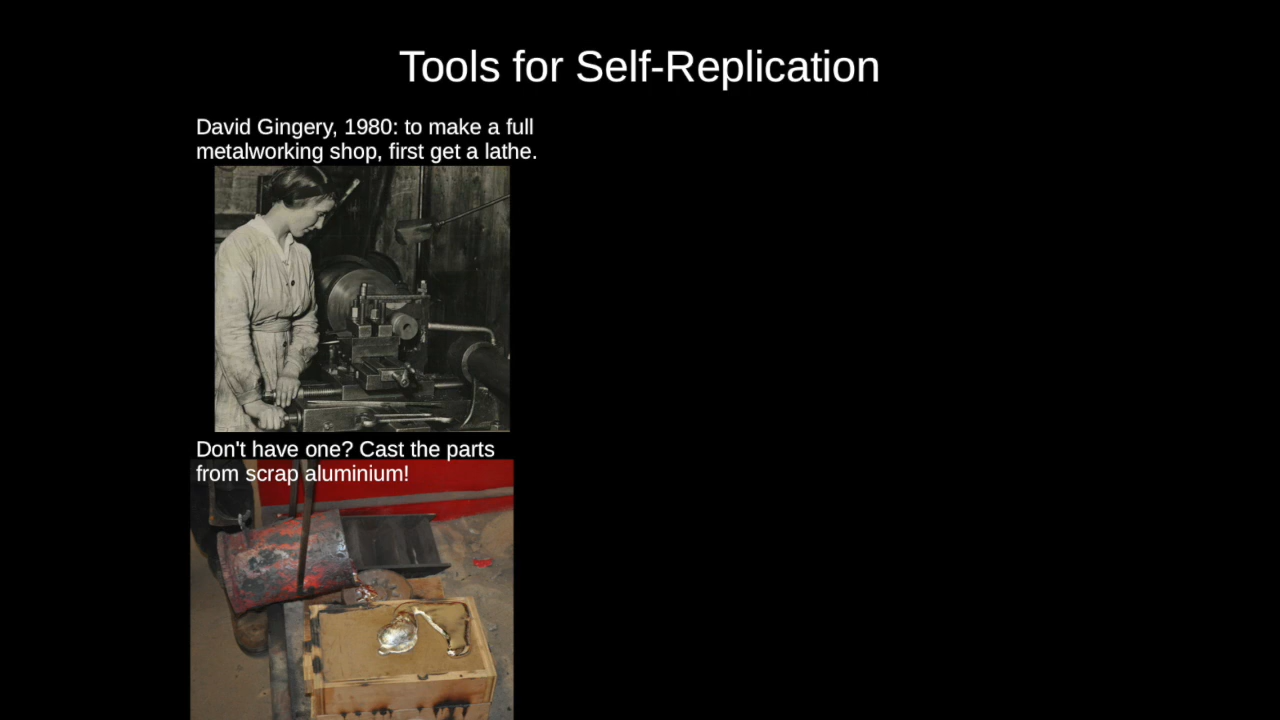 Tools for Self-Replication
David Gingery, 1980: to make a full
metalworking shop, first get a lathe.
Don't have one? Cast the parts
from scrap aluminium!